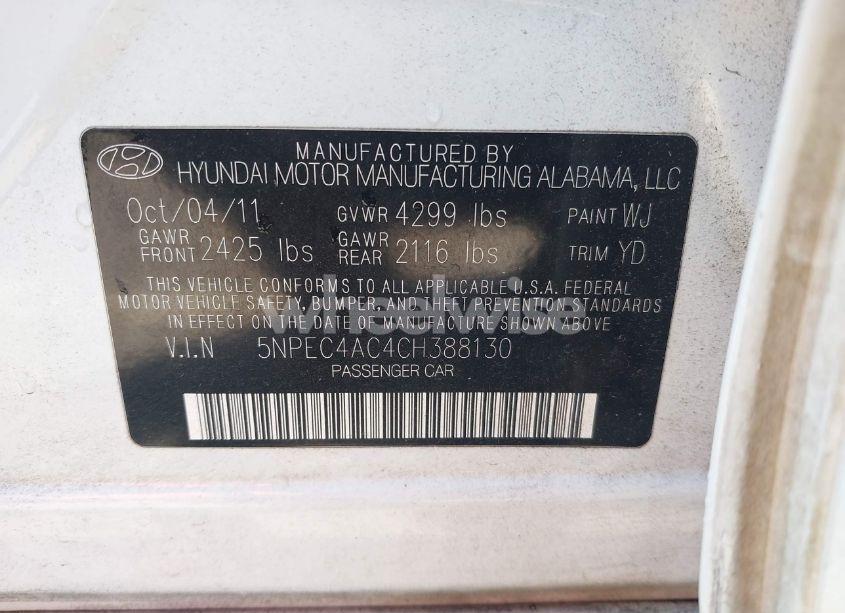 MANUFACTURED BY
HYUNDAI MOTOR MANUFACTURING ALABAMA, LLC
Oct/04/11 GVWR 4299 lbs PAINT WJ
GAWR FRONT 2425 lbs GAWR REAR 2116 lbs TRIM YD
THIS VEHICLE CONFORMS TO ALL APPLICABLE U.S.A. FEDERAL
MOTOR VEHICLE SAFETY, BUMPER, AND THEFT PREVENTION STANDARDS
wheelwise
IN EFFECT ON THE DATE OF MANUFACTURE SHOWN ABOVE
V.I.N 5NPEC4AC4CH388130
PASSENGER CAR